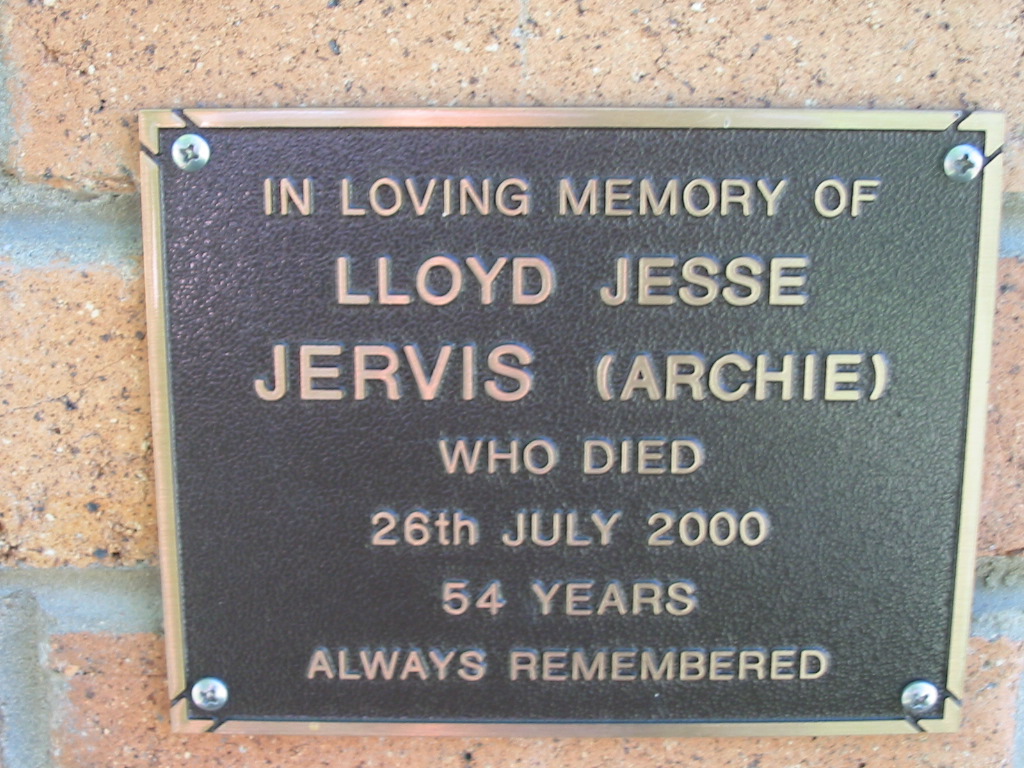 IN LOVING MEMORY OF
LLOYD JESSE
JERVIS (ARCHIE)
WHO DIED
26th JULY 2000
54 YEARS
ALWAYS REMEMBERED